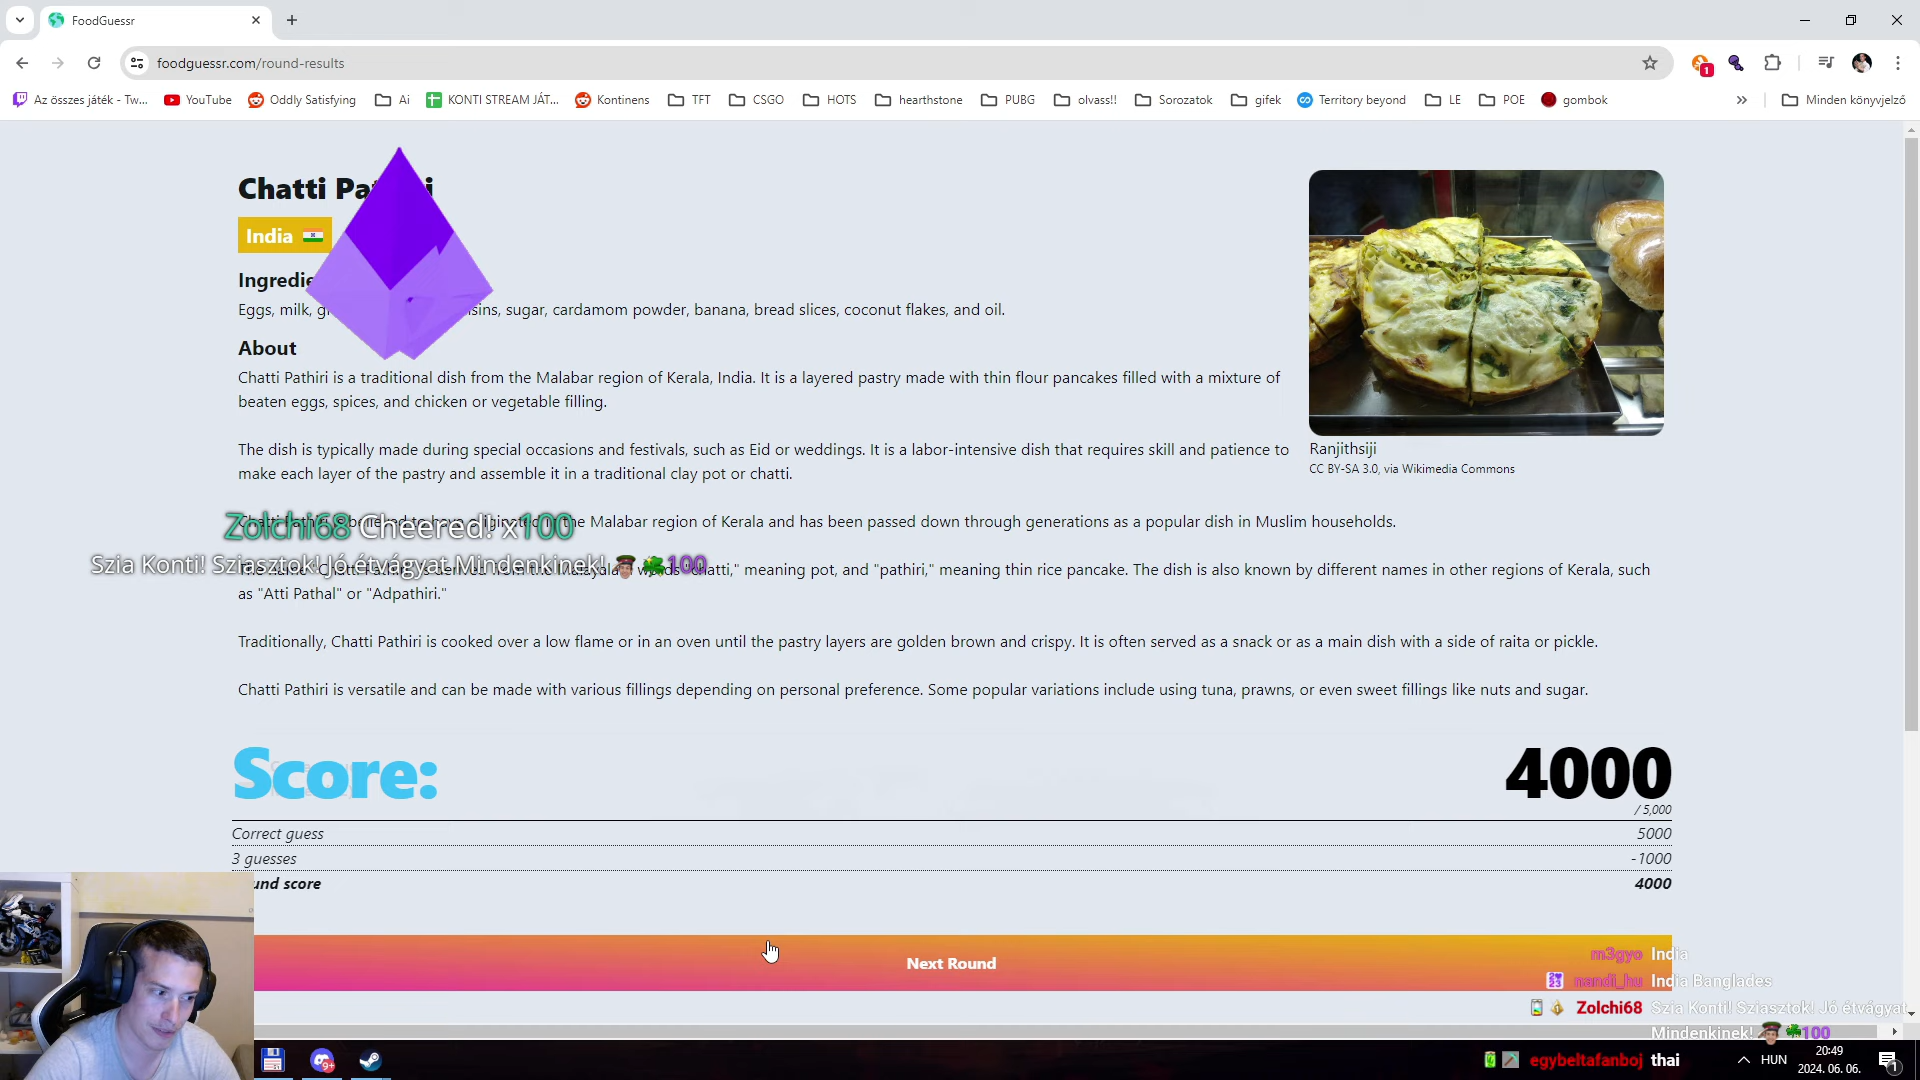 FoodGuessr
foodguessr.com/round-results
1
Az összes játék - Tw...
YouTube
Oddly Satisfying
Ai
KONTI STREAM JÁT...
Kontinens
TFT
CSGO
HOTS
hearthstone
PUBG
olvass!!
Sorozatok
gifek
Territory beyond
LE
POE
gombok
Minden könyvjelző
Chatti
India
Eggs, milk, sugar, cardamom powder, banana, bread slices, coconut flakes, and oil.
About
Chatti Pathiri is a traditional dish from the Malabar region of Kerala, India. It is a layered pastry made with thin flour pancakes filled with a mixture of
beaten eggs, spices, and chicken or vegetable filling.
The dish is typically made during special occasions and festivals, such as Eid or weddings. It is a labor-intensive dish that requires skill and patience to
make each layer of the pastry and assemble it in a traditional clay pot or chatti.
Ranjithsiji
CC BY-SA 3.0, via Wikimedia Commons
Zolchi68 Cheered! x100
the Malabar region of Kerala and has been passed down through generations as a popular dish in Muslim households.
Szia Konti! Sziasztok! Jó étvágyat Mindenkinek! 100
meaning pot, and "pathiri," meaning thin rice pancake. The dish is also known by different names in other regions of Kerala, such
as "Atti Pathal" or "Adpathiri."
Traditionally, Chatti Pathiri is cooked over a low flame or in an oven until the pastry layers are golden brown and crispy. It is often served as a snack or as a main dish with a side of raita or pickle.
Chatti Pathiri is versatile and can be made with various fillings depending on personal preference. Some popular variations include using tuna, prawns, or even sweet fillings like nuts and sugar.
Score: 4000
/ 5,000
Correct guess 5000
3 guesses -1000
score 4000
Next Round
m3gyo India
nandi_hu India Banglades
Zolchi68 Szia Konti! Sziasztok! Jó étvágyat
Mindenkinek! 100
egybeltafanboj thai
9+
HUN
20:49
2024. 06. 06.
1